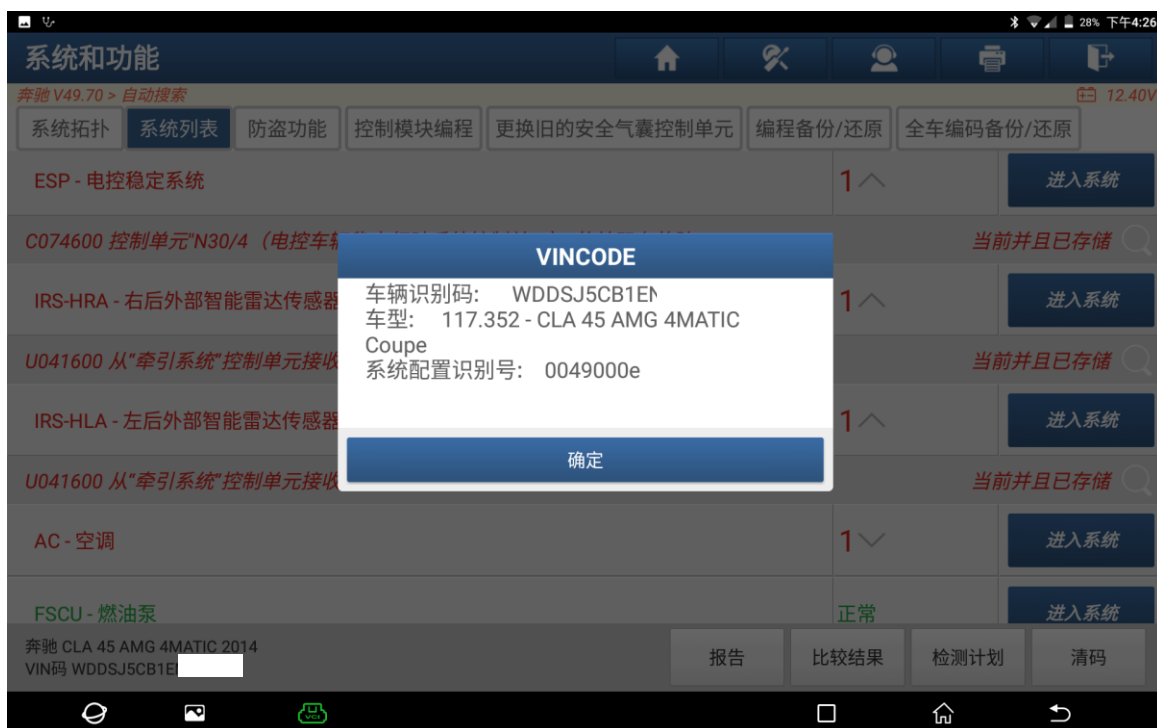 28% 下午4:26
系统和功能
奔驰 V49.70 > 自动搜索
12.40V
系统拓扑 系统列表 防盗功能 控制模块编程 更换旧的安全气囊控制单元 编程备份/还原 全车编码备份/还原
ESP - 电控稳定系统 1 进入系统
C074600 控制单元"N30/4（电控车辆 当前并且已存储
VINCODE
IRS-HRA - 右后外部智能雷达传感器 1 进入系统
车辆识别码: WDDSJ5CB1EN
车型: 117.352 - CLA 45 AMG 4MATIC
Coupe
系统配置识别号: 0049000e
U041600 从"牵引系统"控制单元接收 当前并且已存储
IRS-HLA - 左后外部智能雷达传感器 1 进入系统
确定
U041600 从"牵引系统"控制单元接收 当前并且已存储
AC - 空调 1 进入系统
FSCU - 燃油泵 正常 进入系统
奔驰 CLA 45 AMG 4MATIC 2014
VIN码 WDDSJ5CB1EN
报告 比较结果 检测计划 清码
VCI